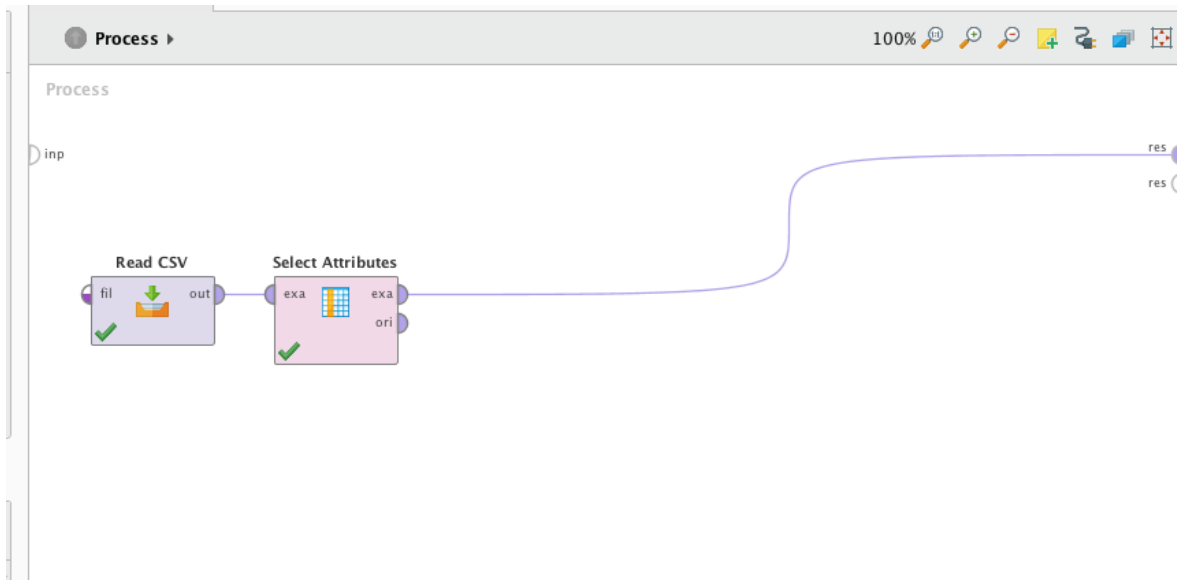 Process
100%
Process
inp
res
res
Read CSV
Select Attributes
fil
out
exa
exa
ori